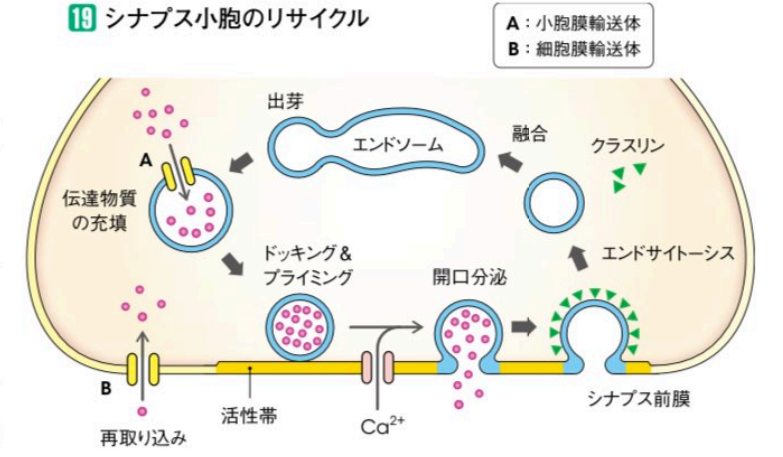 19 シナプス小胞のリサイクル
A：小胞膜輸送体
B：細胞膜輸送体
出芽
エンドソーム
融合
クラスリン
A
伝達物質
の充填
ドッキング＆
プライミング
開口分泌
エンドサイトーシス
B
再取り込み
活性帯
Ca2+
シナプス前膜